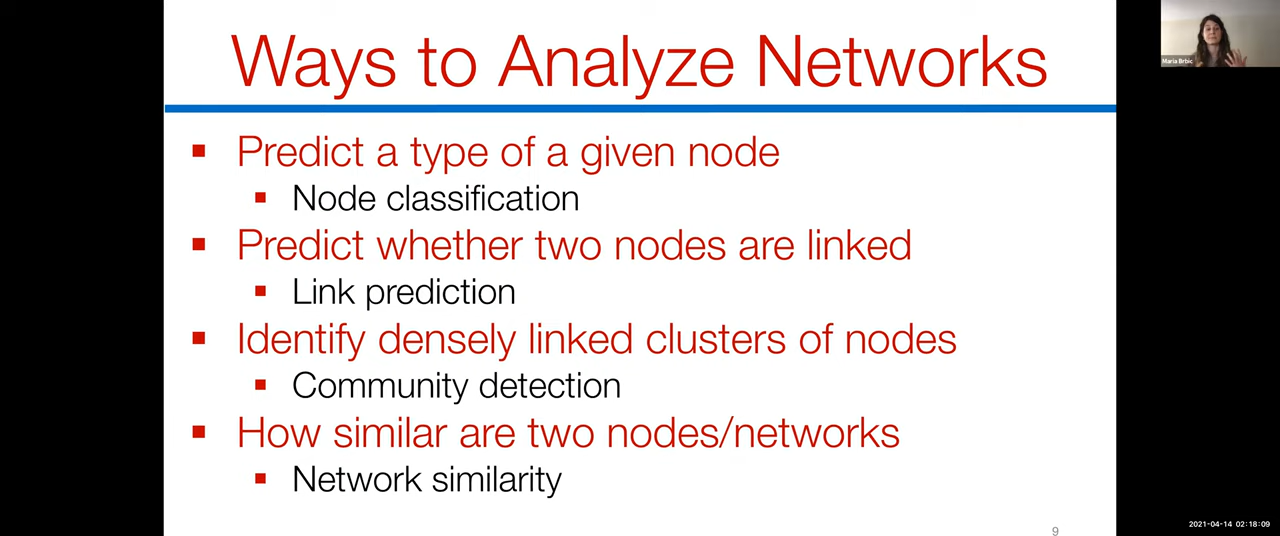 Ways to Analyze Networks
Maria Brbic
Predict a type of a given node
Node classification
Predict whether two nodes are linked
Link prediction
Identify densely linked clusters of nodes
Community detection
How similar are two nodes/networks
Network similarity
9
2021-04-14 02:18:09